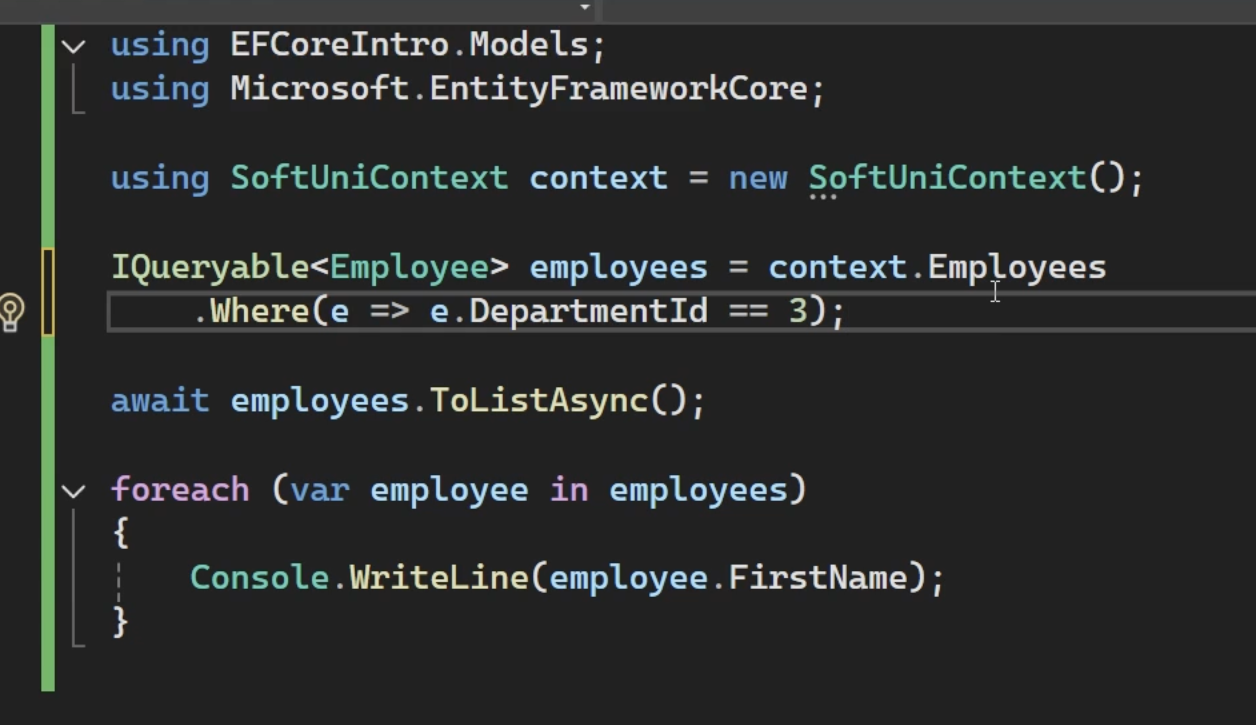 using EFCoreIntro.Models;
using Microsoft.EntityFrameworkCore;
using SoftUniContext context = new SoftUniContext();
IQueryable<Employee> employees = context.Employees
.Where(e => e.DepartmentId == 3);
await employees.ToListAsync();
foreach (var employee in employees)
{
Console.WriteLine(employee.FirstName);
}